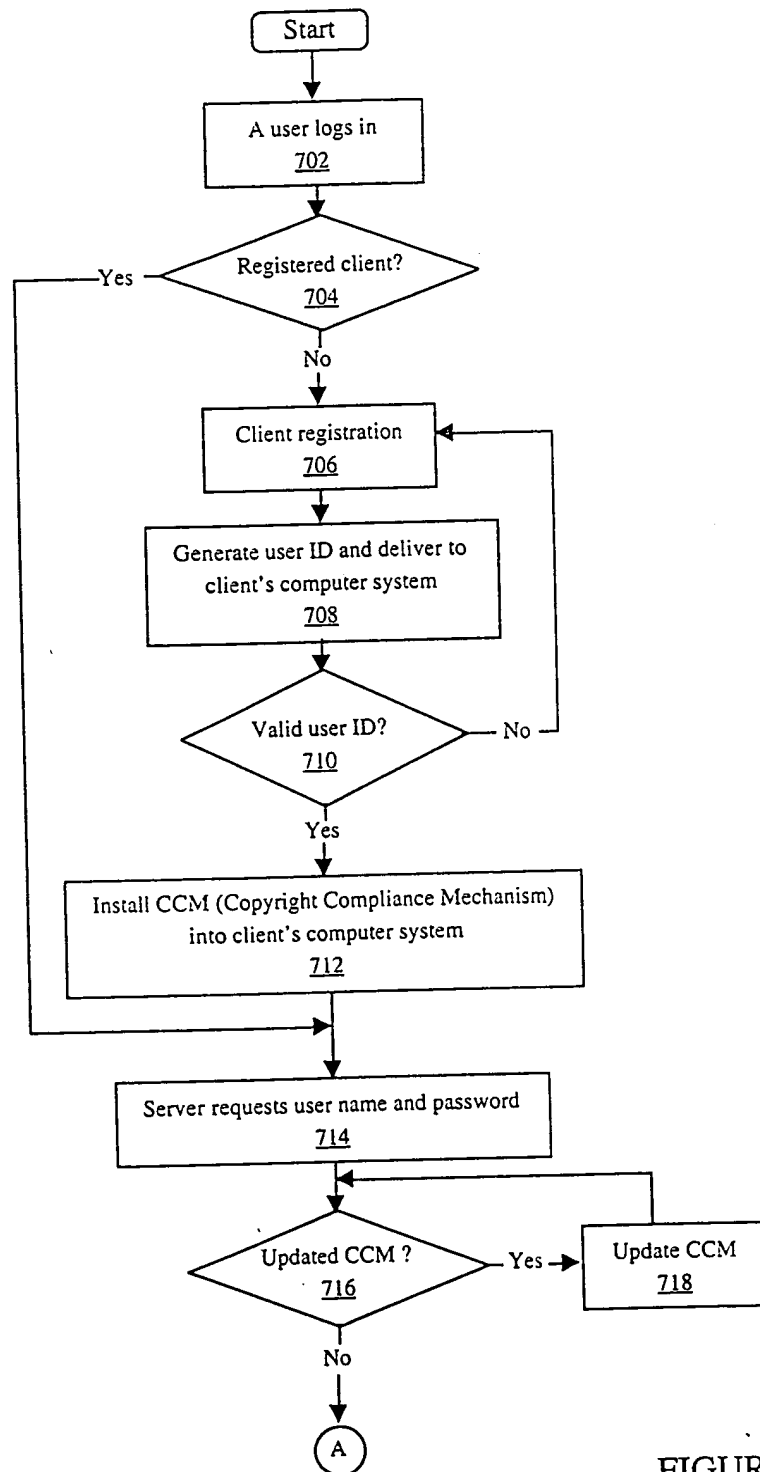 Start
A user logs in
702
Registered client?
704
Yes
No
Client registration
706
Generate user ID and deliver to
client's computer system
708
Valid user ID?
710
No
Yes
Install CCM (Copyright Compliance Mechanism)
into client's computer system
712
Server requests user name and password
714
Updated CCM ?
716
Yes
Update CCM
718
No
A